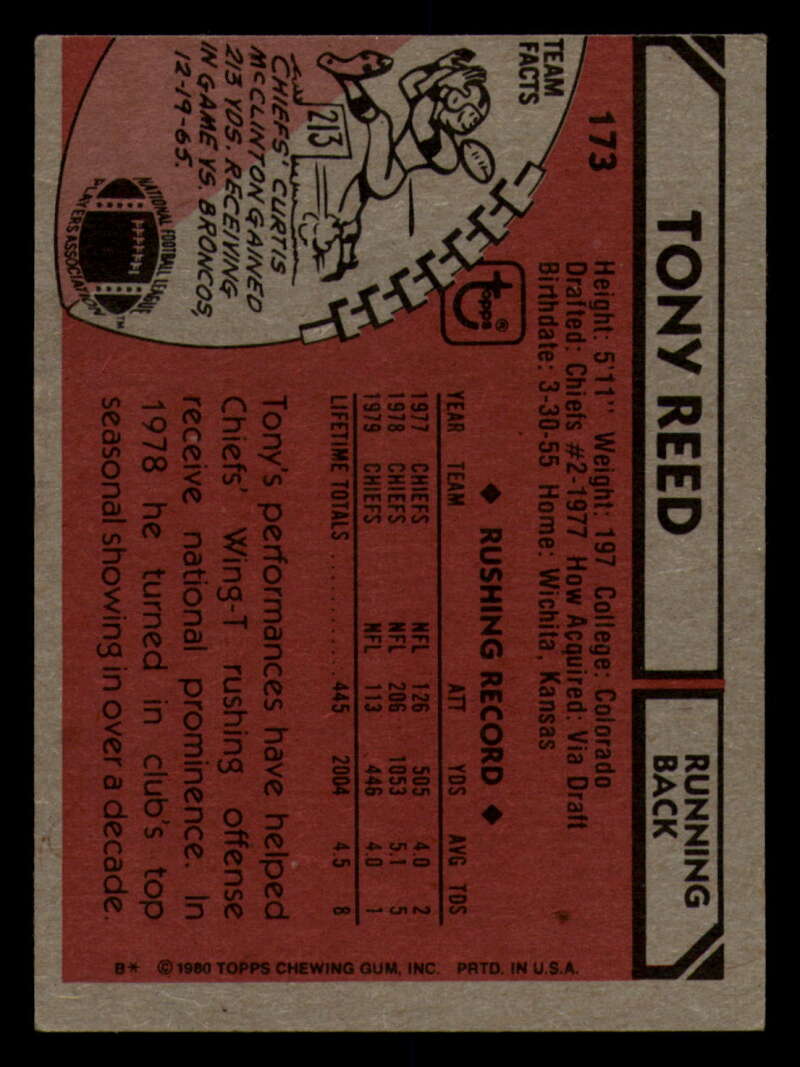 173
TONY REED
RUNNING
BACK
Height: 5'11" Weight: 197 College: Colorado
Drafted: Chiefs #2-1977 How Acquired: Via Draft
Birthdate: 3-30-55 Home: Wichita, Kansas
TEAM
FACTS
213
CHIEFS' CURTIS
MCCLINTON GAINED
213 YDS. RECEIVING
IN GAME VS. BRONCOS,
12-19-65.
NATIONAL FOOTBALL LEAGUE
PLAYERS ASSOCIATION™
topps®
◆ RUSHING RECORD ◆
YEAR TEAM ATT YDS AVG TDS
1977 CHIEFS NFL 126 505 4.0 2
1978 CHIEFS NFL 206 1053 5.1 5
1979 CHIEFS NFL 113 446 4.0 1
LIFETIME TOTALS ........... 445 2004 4.5 8
Tony's performances have helped
Chiefs' Wing-T rushing offense
receive national prominence. In
1978 he turned in club's top
seasonal showing in over a decade.
B* © 1980 TOPPS CHEWING GUM, INC. PRTD. IN U.S.A.